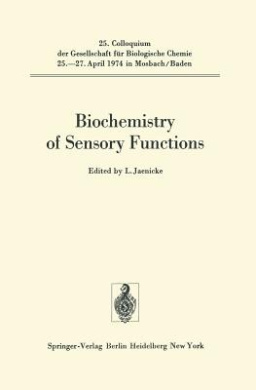 25. Colloquium
der Gesellschaft für Biologische Chemie
25.—27. April 1974 in Mosbach/Baden
Biochemistry
of Sensory Functions
Edited by L. Jaenicke
Springer-Verlag Berlin Heidelberg New York